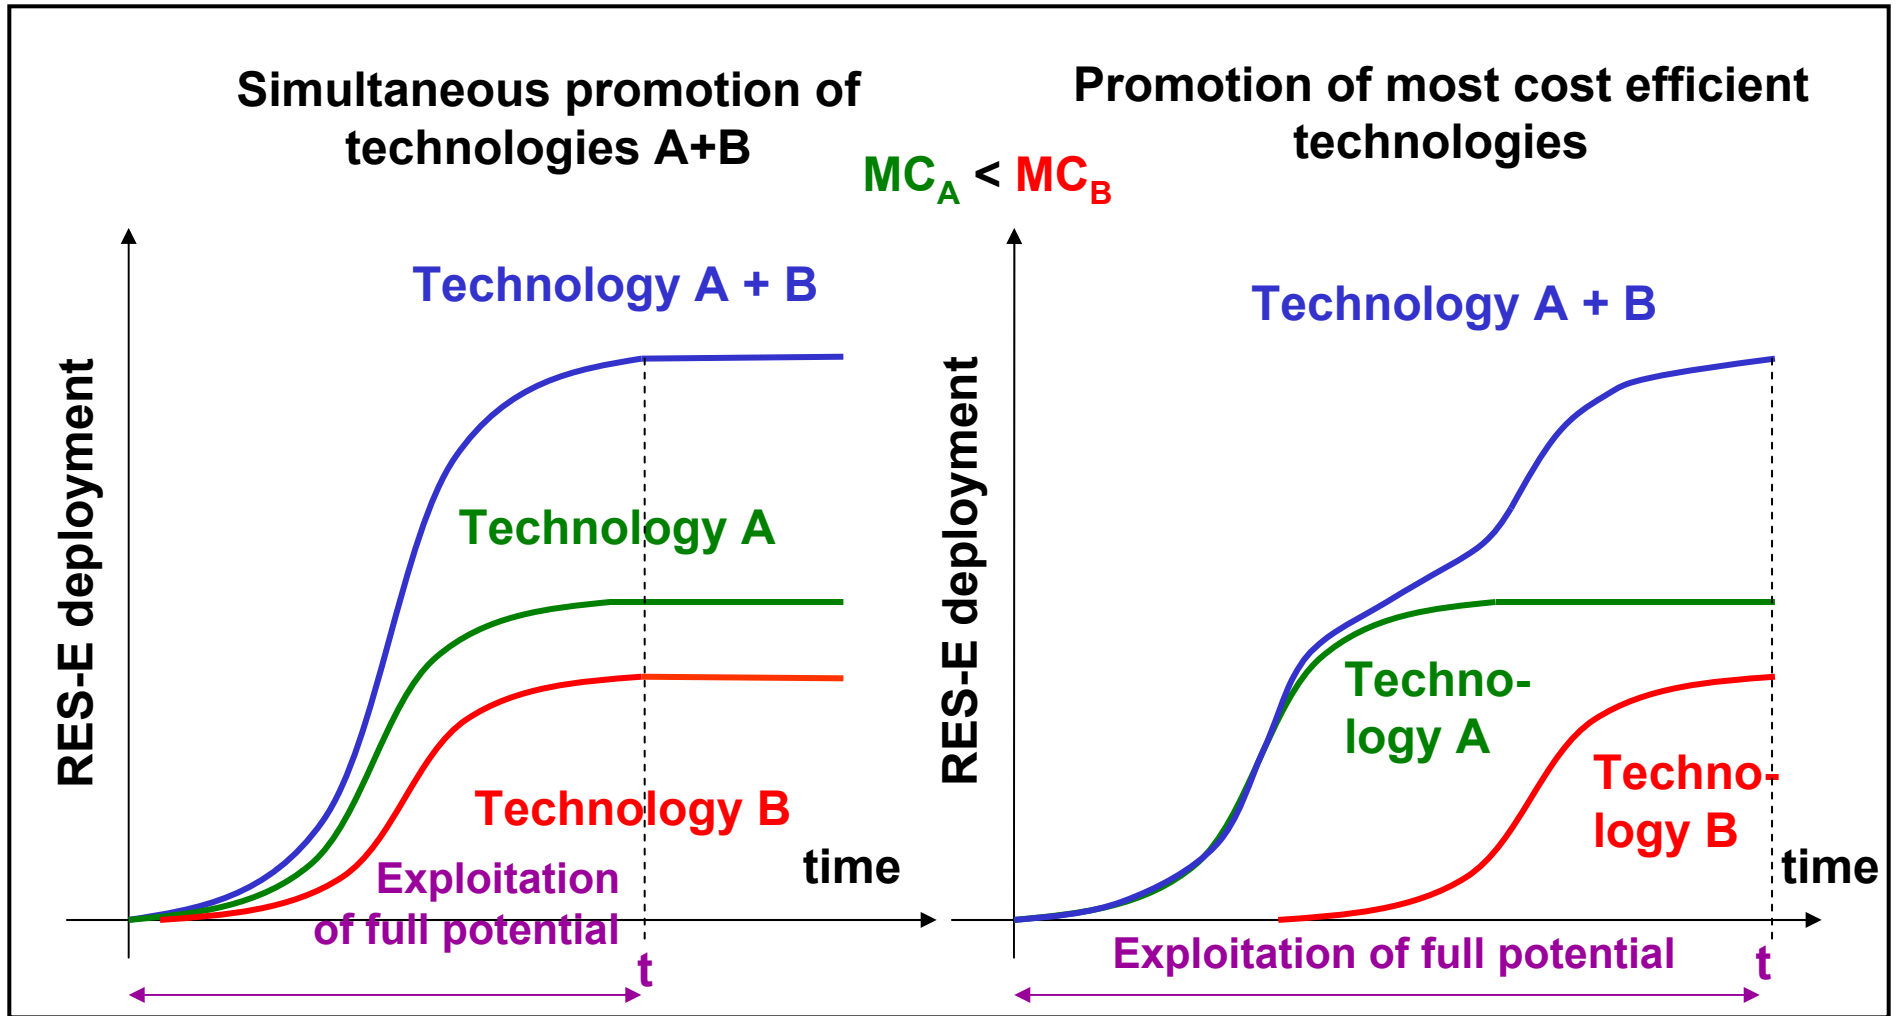 Simultaneous promotion of
technologies A+B
Promotion of most cost efficient
technologies
MCA < MCB
RES-E deployment
Technology A + B
Technology A
Technology B
Exploitation
of full potential
time
t
RES-E deployment
Technology A + B
Techno-
logy A
Techno-
logy B
time
Exploitation of full potential
t